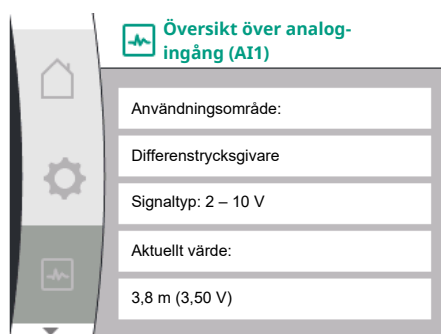 Översikt över analog-
ingång (AI1)
Användningsområde:
Differenstrycksgivare
Signaltyp: 2 – 10 V
Aktuellt värde:
3,8 m (3,50 V)